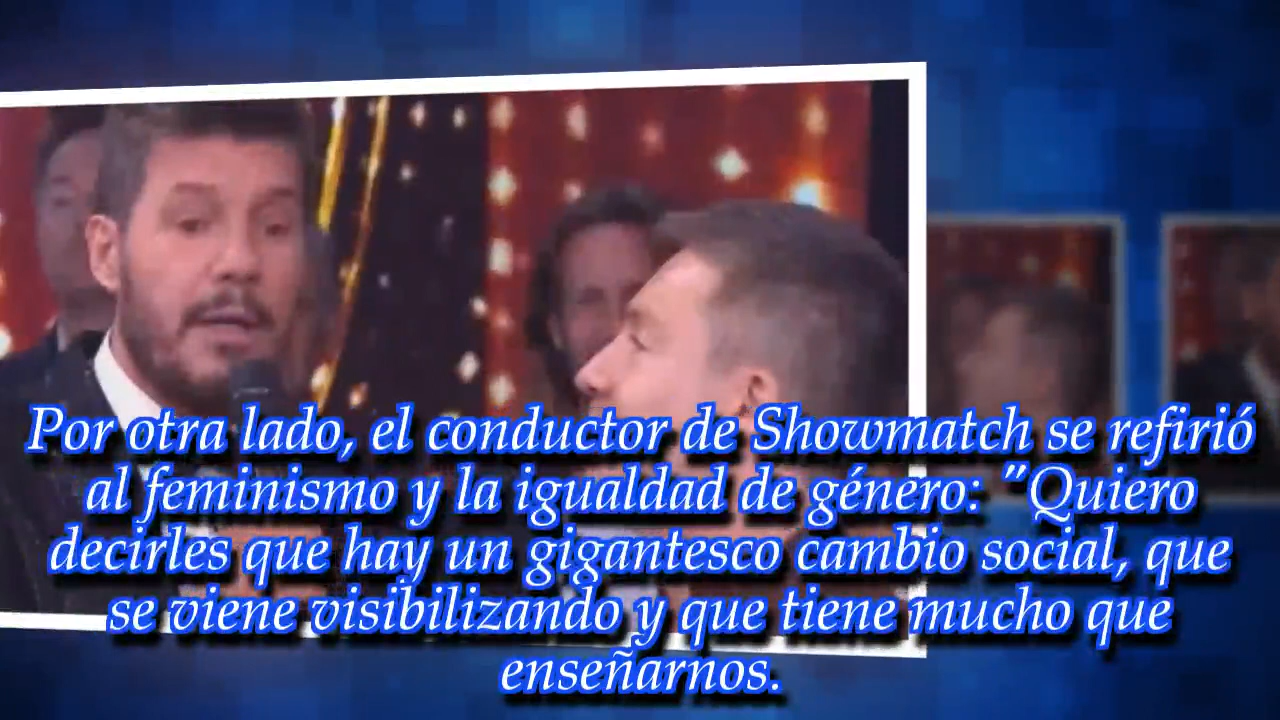 Por otra lado, el conductor de Showmatch se refirió
al feminismo y la igualdad de género: "Quiero
decirles que hay un gigantesco cambio social, que
se viene visibilizando y que tiene mucho que
enseñarnos.